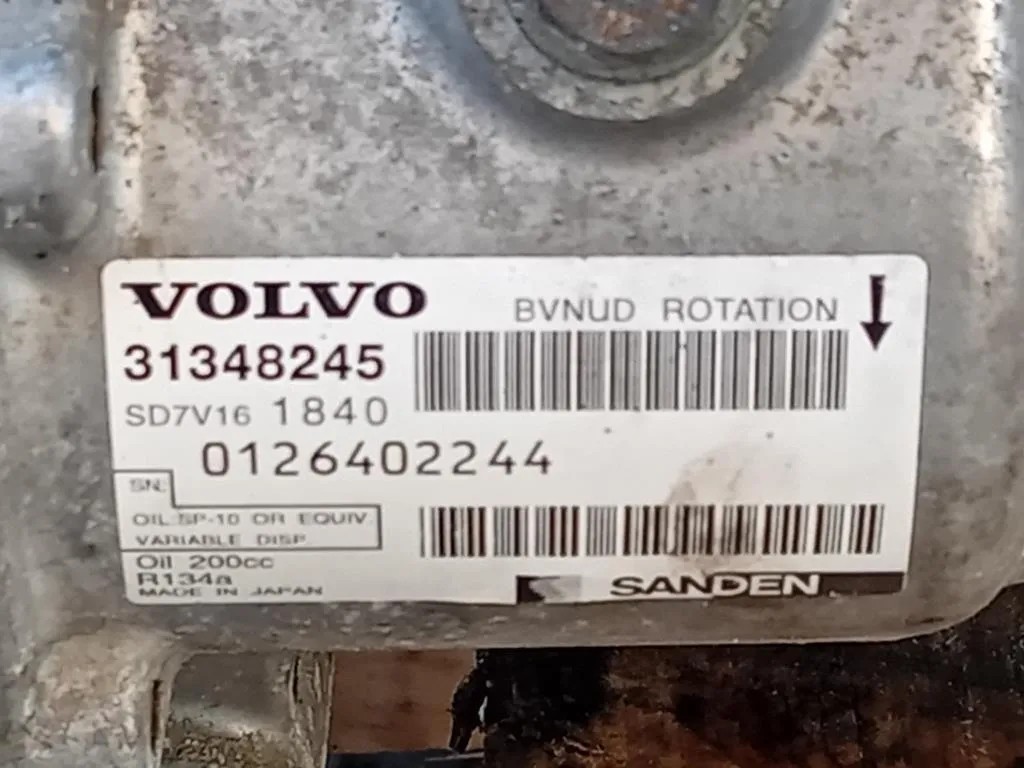 VOLVO BVNUD ROTATION
31348245
SD7V16 1840
0126402244
SN:
OIL:SP-10 OR EQUIV.
VARIABLE DISP.
Oil 200cc
R134a
MADE IN JAPAN
SANDEN